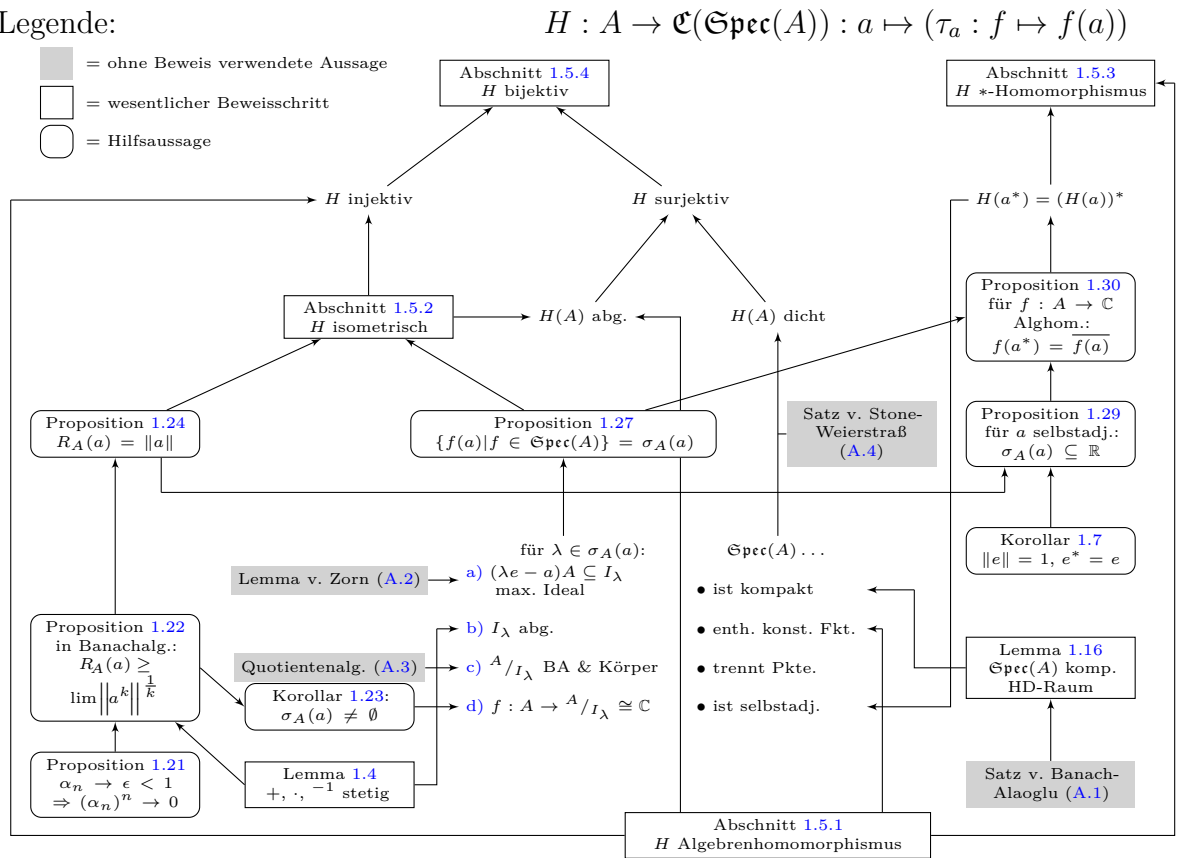 Legende:
H : A → ℭ(𝔖𝔭𝔢𝔠(A)) : a ↦ (τ_a : f ↦ f(a))
= ohne Beweis verwendete Aussage
= wesentlicher Beweisschritt
= Hilfsaussage
Abschnitt 1.5.4
H bijektiv
Abschnitt 1.5.3
H ∗-Homomorphismus
H injektiv
H surjektiv
H(a*) = (H(a))*
Abschnitt 1.5.2
H isometrisch
H(A) abg.
H(A) dicht
Proposition 1.30
für f : A → ℂ
Alghom.:
f(a*) = \overline{f(a)}
Proposition 1.24
R_A(a) = ‖a‖
Proposition 1.27
{f(a)|f ∈ 𝔖𝔭𝔢𝔠(A)} = σ_A(a)
Satz v. Stone-
Weierstraß
(A.4)
Proposition 1.29
für a selbstadj.:
σ_A(a) ⊆ ℝ
Korollar 1.7
‖e‖ = 1, e* = e
für λ ∈ σ_A(a):
Lemma v. Zorn (A.2)
a) (λe − a)A ⊆ I_λ
max. Ideal
b) I_λ abg.
Quotientenalg. (A.3)
c) ^A/_{I_λ} BA & Körper
d) f : A → ^A/_{I_λ} ≅ ℂ
𝔖𝔭𝔢𝔠(A) . . .
• ist kompakt
• enth. konst. Fkt.
• trennt Pkte.
• ist selbstadj.
Proposition 1.22
in Banachalg.:
R_A(a) ≥
lim ||a^k||^{1/k}
Korollar 1.23:
σ_A(a) ≠ ∅
Lemma 1.16
𝔖𝔭𝔢𝔠(A) komp.
HD-Raum
Proposition 1.21
α_n → ϵ < 1
⇒ (α_n)^n → 0
Lemma 1.4
+, ·, ^{−1} stetig
Satz v. Banach-
Alaoglu (A.1)
Abschnitt 1.5.1
H Algebrenhomomorphismus